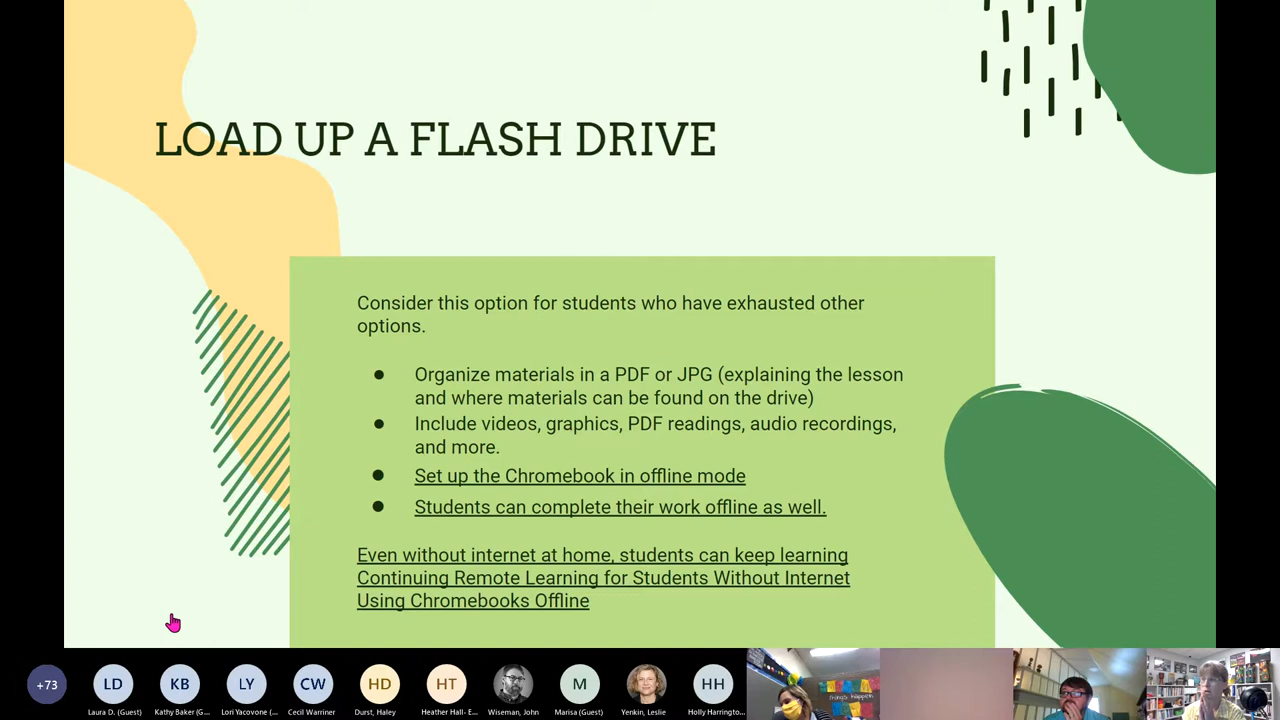 LOAD UP A FLASH DRIVE
Consider this option for students who have exhausted other
options.
● Organize materials in a PDF or JPG (explaining the lesson
and where materials can be found on the drive)
● Include videos, graphics, PDF readings, audio recordings,
and more.
● Set up the Chromebook in offline mode
● Students can complete their work offline as well.
Even without internet at home, students can keep learning
Continuing Remote Learning for Students Without Internet
Using Chromebooks Offline
+73 LD KB LY CW HD HT M HH
Laura D. (Guest) Kathy Baker (G... Lori Yacovone (... Cecil Warriner Durst, Haley Heather Hall- E... Wiseman, John Marisa (Guest) Yenkin, Leslie Holly Harringto...